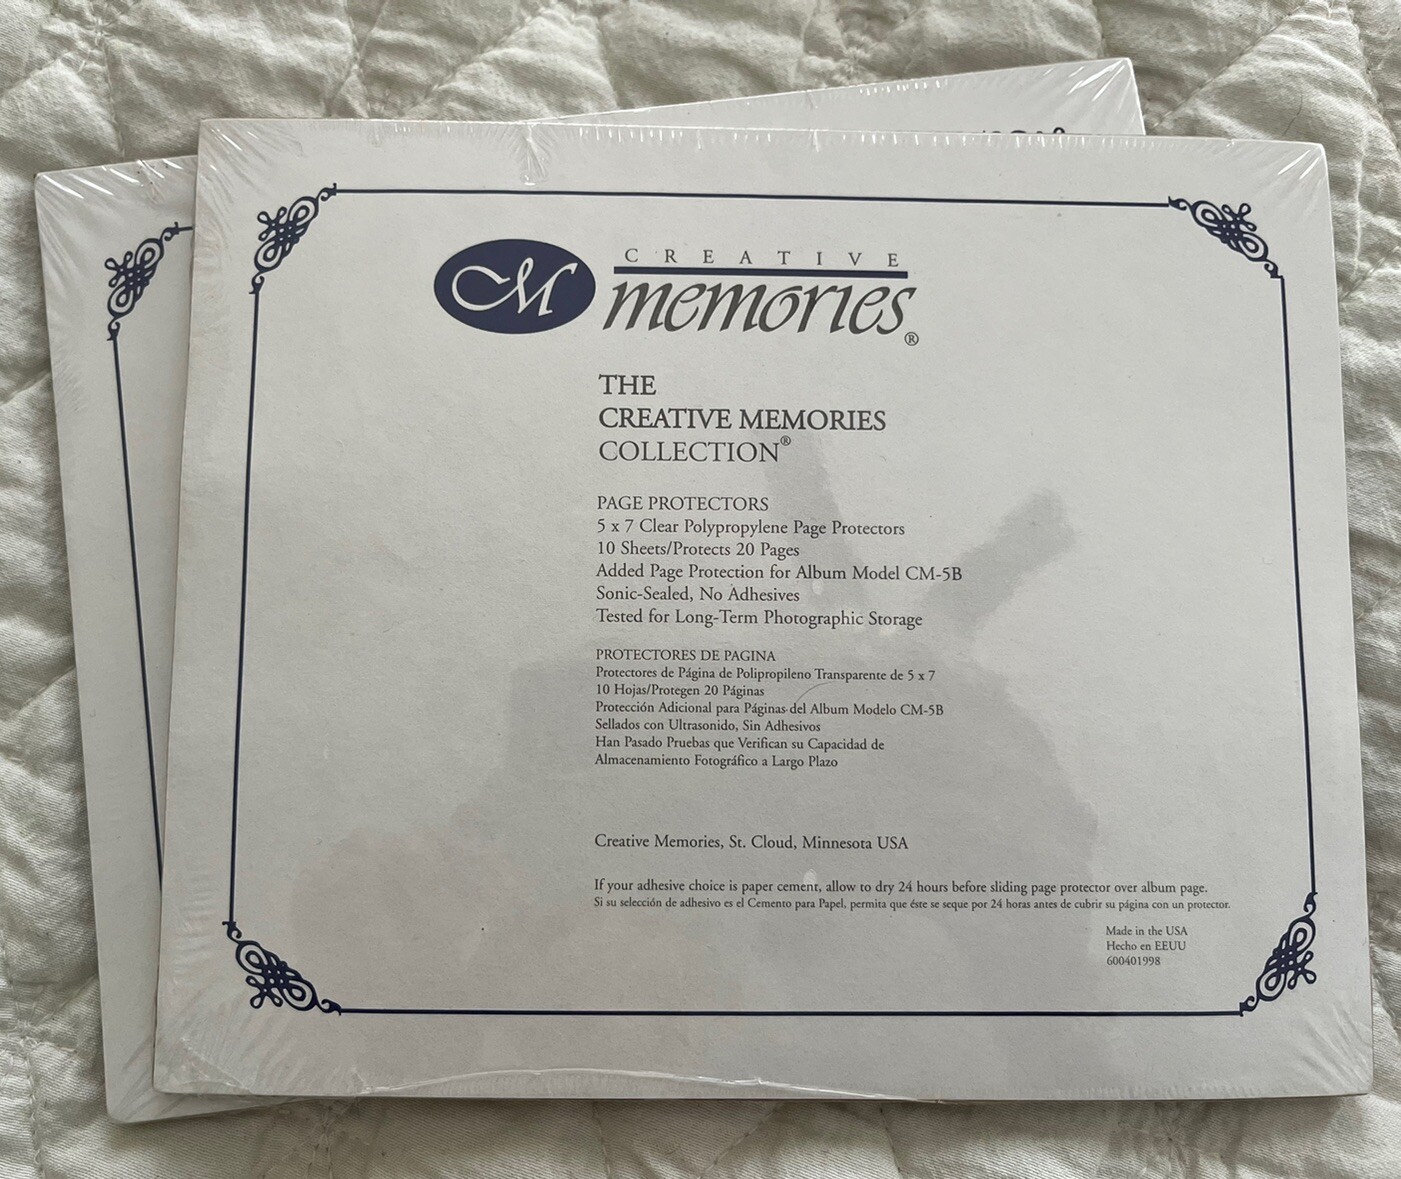 CREATIVE
memories®
THE
CREATIVE MEMORIES
COLLECTION®
PAGE PROTECTORS
5 x 7 Clear Polypropylene Page Protectors
10 Sheets/Protects 20 Pages
Added Page Protection for Album Model CM-5B
Sonic-Sealed, No Adhesives
Tested for Long-Term Photographic Storage
PROTECTORES DE PAGINA
Protectores de Página de Polipropileno Transparente de 5 x 7
10 Hojas/Protegen 20 Páginas
Protección Adicional para Páginas del Album Modelo CM-5B
Sellados con Ultrasonido, Sin Adhesivos
Han Pasado Pruebas que Verifican su Capacidad de
Almacenamiento Fotográfico a Largo Plazo
Creative Memories, St. Cloud, Minnesota USA
If your adhesive choice is paper cement, allow to dry 24 hours before sliding page protector over album page.
Si su selección de adhesivo es el Cemento para Papel, permita que éste se seque por 24 horas antes de cubrir su página con un protector.
Made in the USA
Hecho en EEUU
600401998